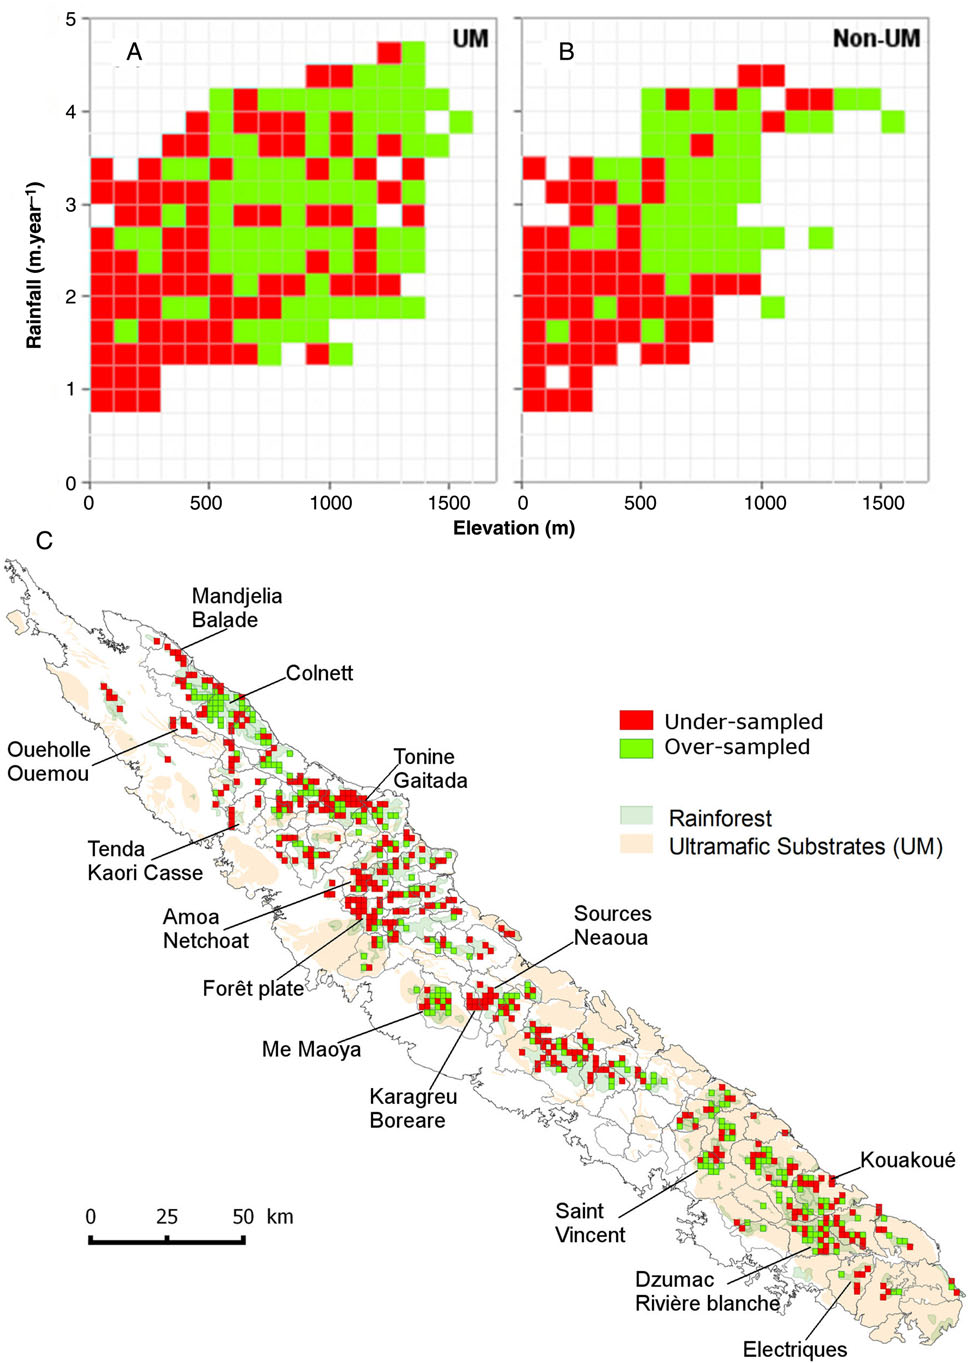 A
UM
B
Non-UM
5
4
3
2
1
0
Rainfall (m.year⁻¹)
0
500
1000
1500
0
500
1000
1500
Elevation (m)
C
Mandjelia
Balade
Colnett
Oueholle
Ouemou
Tonine
Gaitada
Under-sampled
Over-sampled
Rainforest
Ultramafic Substrates (UM)
Tenda
Kaori Casse
Amoa
Netchoat
Sources
Neaoua
Forêt plate
Me Maoya
Karagreu
Boreare
Kouakoué
Saint
Vincent
0
25
50
km
Dzumac
Rivière blanche
Electriques